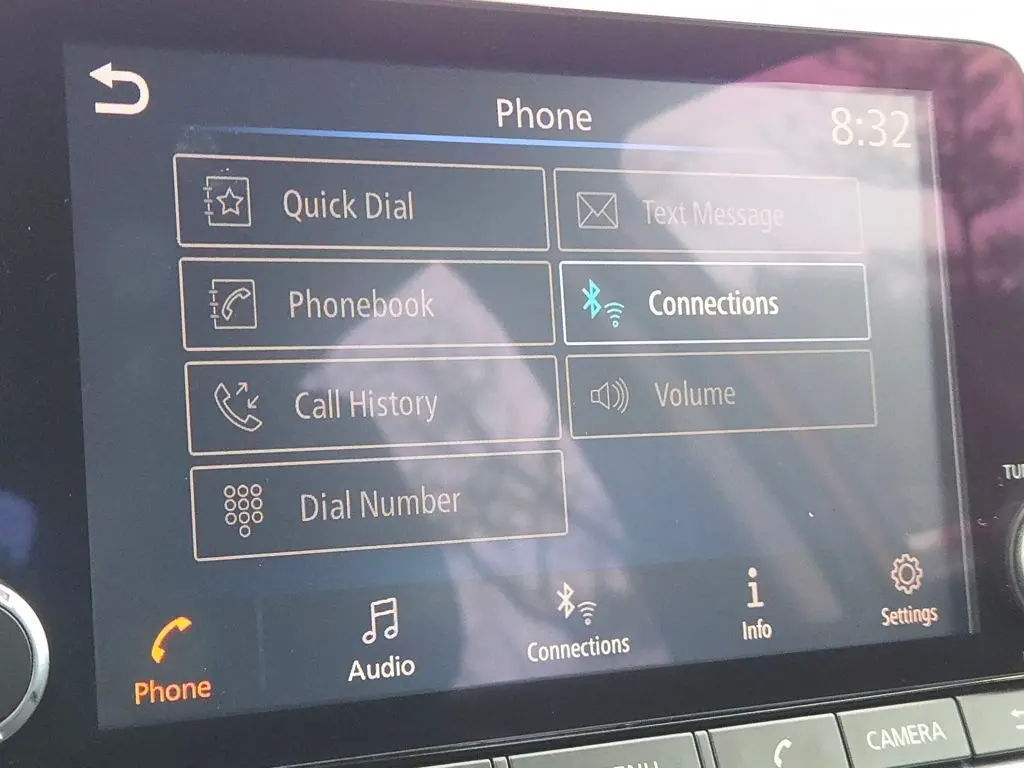 Phone
8:32
Quick Dial
Text Message
Phonebook
Connections
Call History
Volume
Dial Number
Phone
Audio
Connections
Info
Settings
CAMERA